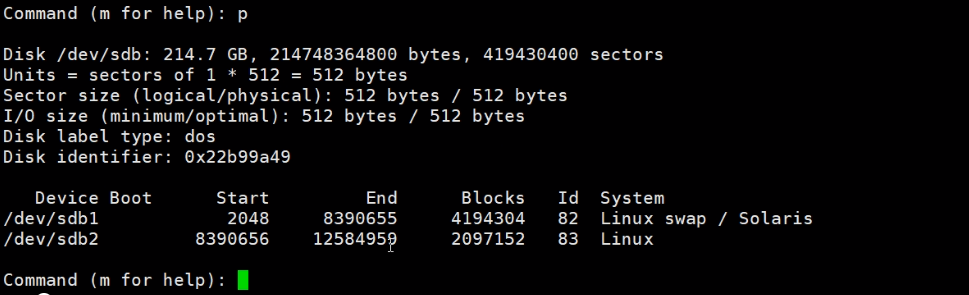 Command (m for help): p
Disk /dev/sdb: 214.7 GB, 214748364800 bytes, 419430400 sectors
Units = sectors of 1 * 512 = 512 bytes
Sector size (logical/physical): 512 bytes / 512 bytes
I/O size (minimum/optimal): 512 bytes / 512 bytes
Disk label type: dos
Disk identifier: 0x22b99a49
Device Boot Start End Blocks Id System
/dev/sdb1 2048 8390655 4194304 82 Linux swap / Solaris
/dev/sdb2 8390656 12584959 2097152 83 Linux
Command (m for help):